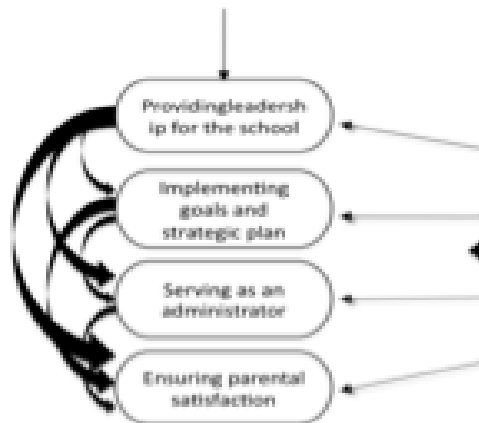 Providingleadersh
ip for the school
Implementing
goals and
strategic plan
Serving as an
administrator
Ensuring parental
satisfaction